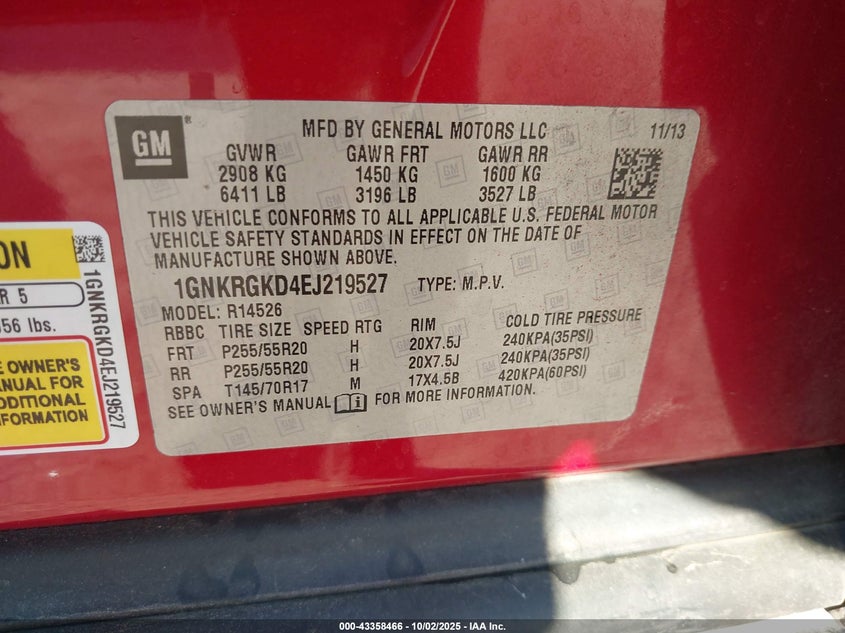 GM
MFD BY GENERAL MOTORS LLC 11/13
GVWR GAWR FRT GAWR RR
2908 KG 1450 KG 1600 KG
6411 LB 3196 LB 3527 LB
THIS VEHICLE CONFORMS TO ALL APPLICABLE U.S. FEDERAL MOTOR
VEHICLE SAFETY STANDARDS IN EFFECT ON THE DATE OF
MANUFACTURE SHOWN ABOVE.
1GNKRGKD4EJ219527 TYPE: M.P.V.
MODEL: R14526
RBBC TIRE SIZE SPEED RTG RIM COLD TIRE PRESSURE
FRT P255/55R20 H 20X7.5J 240KPA(35PSI)
RR P255/55R20 H 20X7.5J 240KPA(35PSI)
SPA T145/70R17 M 17X4.5B 420KPA(60PSI)
SEE OWNER'S MANUAL FOR MORE INFORMATION.
ON
R 5
56 lbs.
OWNER'S
MANUAL FOR
INFORMATION
1GNKRGKD4EJ219527
000-43358466 - 10/02/2025 - IAA Inc.